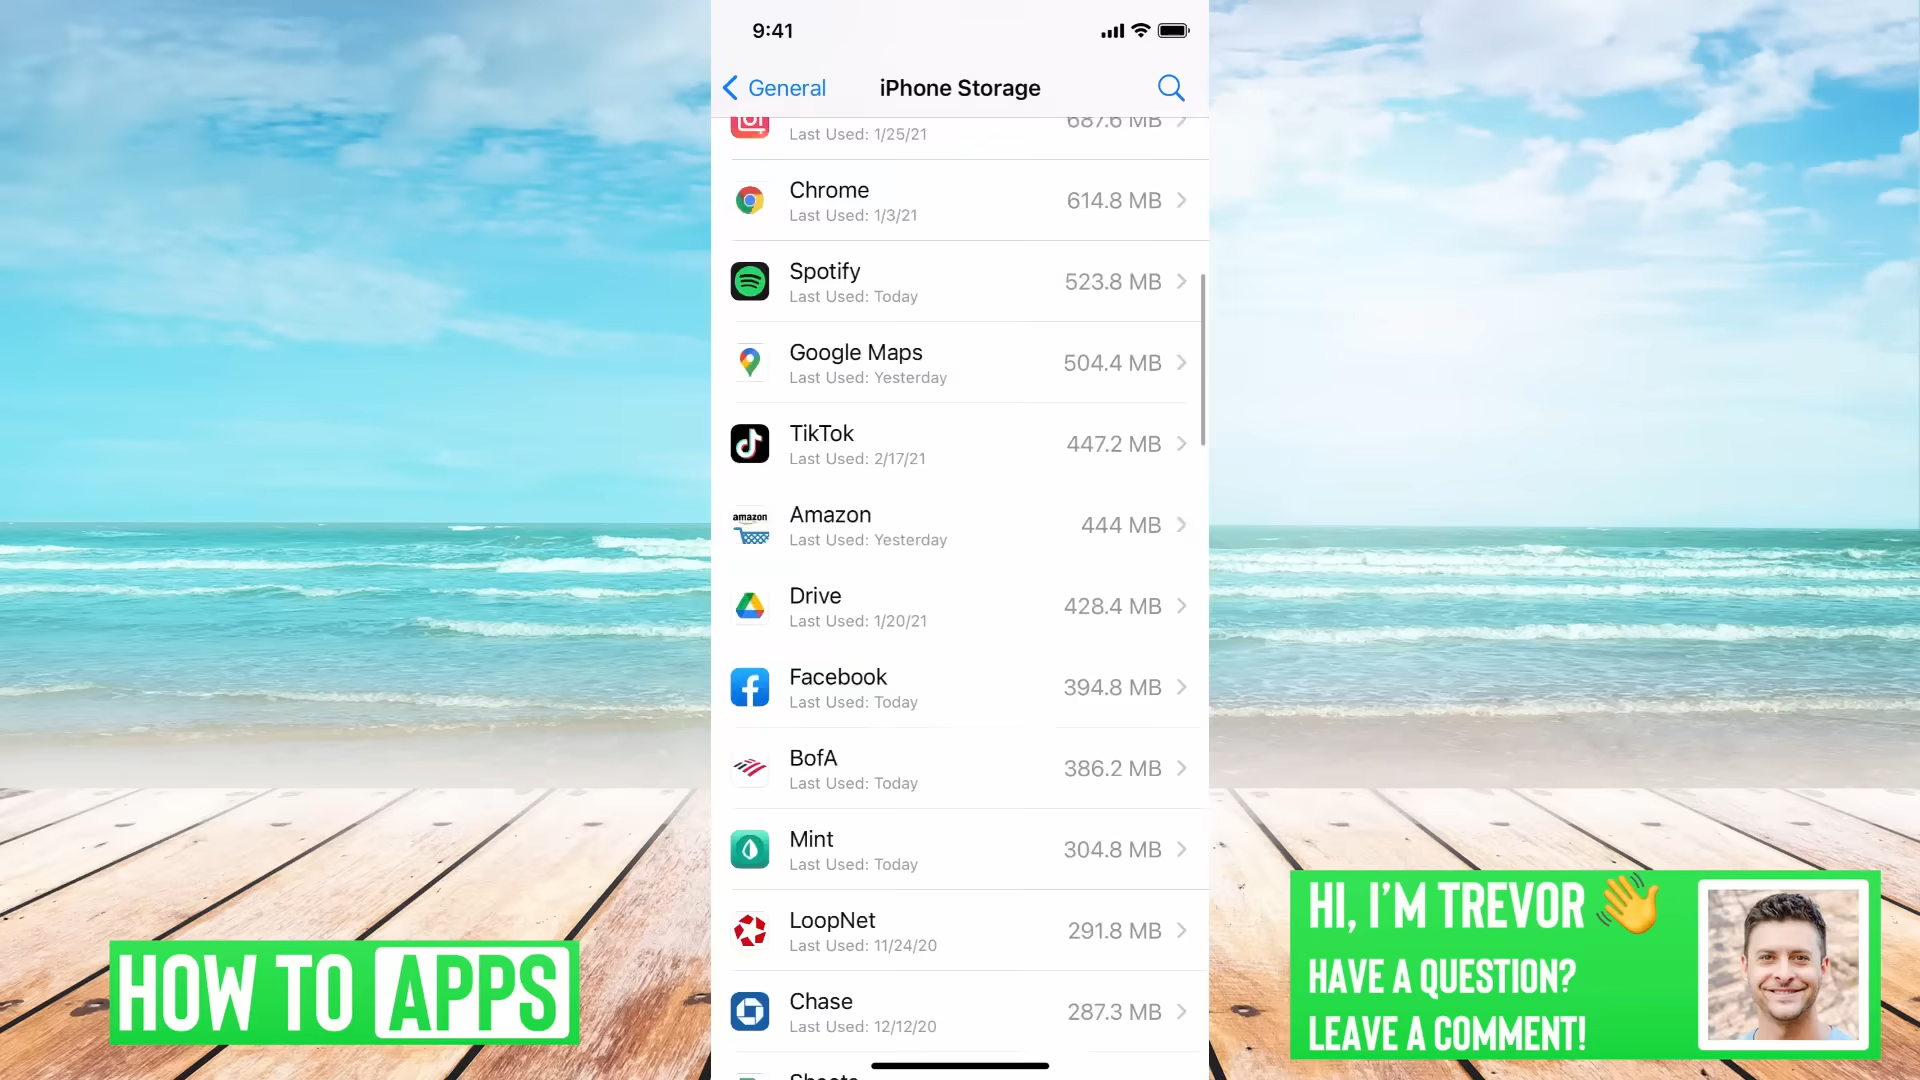 9:41
General
iPhone Storage
687.6 MB
Last Used: 1/25/21
Chrome
Last Used: 1/3/21
614.8 MB
Spotify
Last Used: Today
523.8 MB
Google Maps
Last Used: Yesterday
504.4 MB
TikTok
Last Used: 2/17/21
447.2 MB
amazon
Amazon
Last Used: Yesterday
444 MB
Drive
Last Used: 1/20/21
428.4 MB
Facebook
Last Used: Today
394.8 MB
BofA
Last Used: Today
386.2 MB
Mint
Last Used: Today
304.8 MB
LoopNet
Last Used: 11/24/20
291.8 MB
Chase
Last Used: 12/12/20
287.3 MB
Sheets
HOW TO APPS
HI, I'M TREVOR
HAVE A QUESTION?
LEAVE A COMMENT!